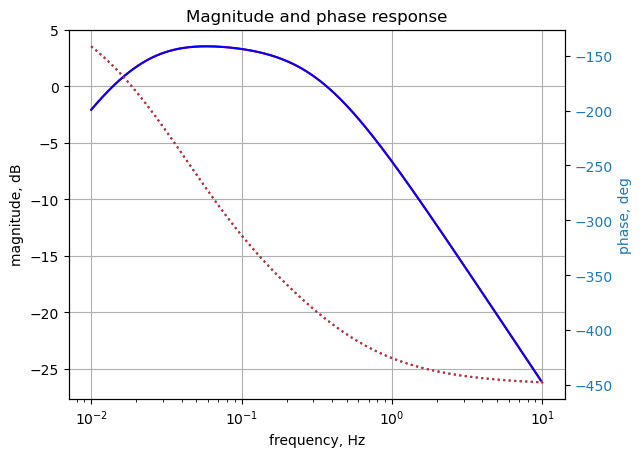 Magnitude and phase response
5
0
−5
−10
−15
−20
−25
magnitude, dB
10⁻² 10⁻¹ 10⁰ 10¹
frequency, Hz
−150
−200
−250
−300
−350
−400
−450
phase, deg